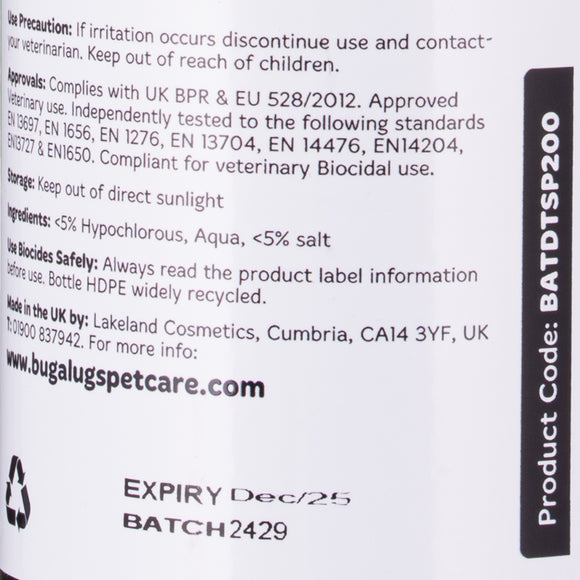 Use Precaution: If irritation occurs discontinue use and contact-
your veterinarian. Keep out of reach of children.
Approvals: Complies with UK BPR & EU 528/2012. Approved
Veterinary use. Independently tested to the following standards
EN 13697, EN 1656, EN 1276, EN 13704, EN 14476, EN14204,
EN13727 & EN1650. Compliant for veterinary Biocidal use.
Storage: Keep out of direct sunlight
Ingredients: <5% Hypochlorous, Aqua, <5% salt
Use Biocides Safely: Always read the product label information
before use. Bottle HDPE widely recycled.
Made in the UK by: Lakeland Cosmetics, Cumbria, CA14 3YF, UK
T: 01900 837942. For more info:
www.bugalugspetcare.com
EXPIRY Dec/25
BATCH 2429
Product Code: BATDTSP200